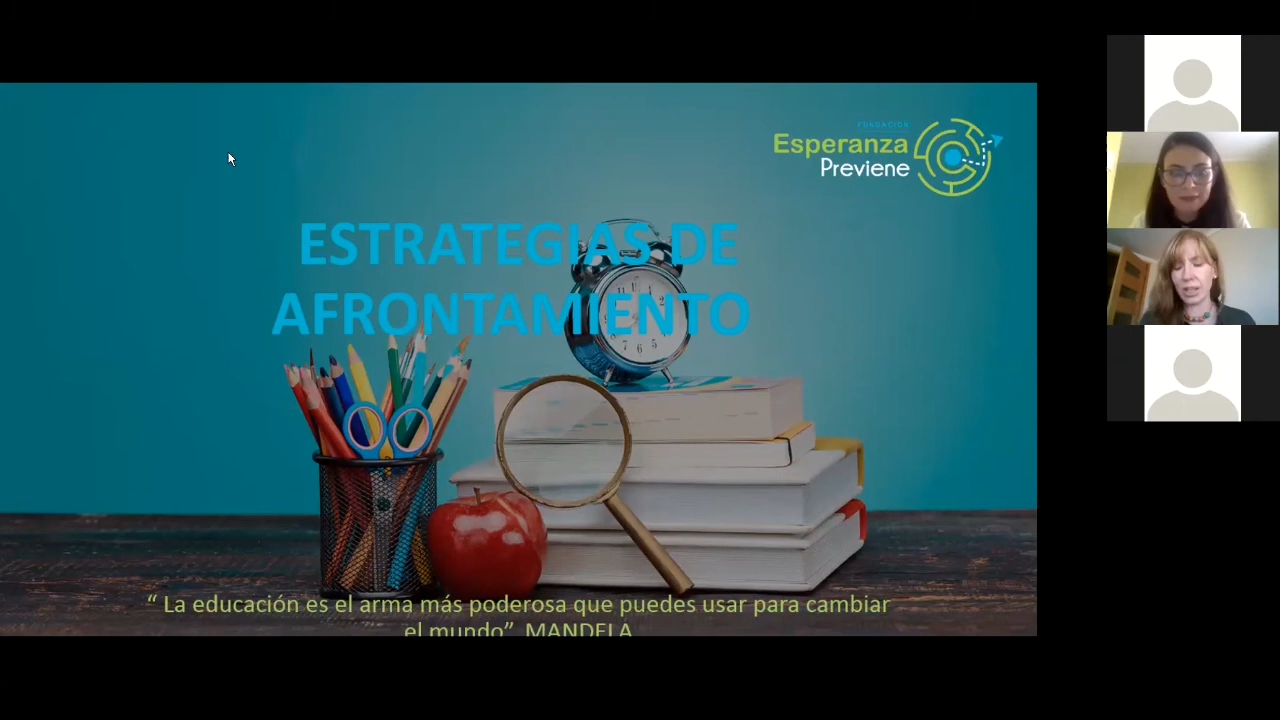 FUNDACIÓN
Esperanza
Previene
ESTRATEGIAS DE
AFRONTAMIENTO
“ La educación es el arma más poderosa que puedes usar para cambiar
el mundo”  MANDELA